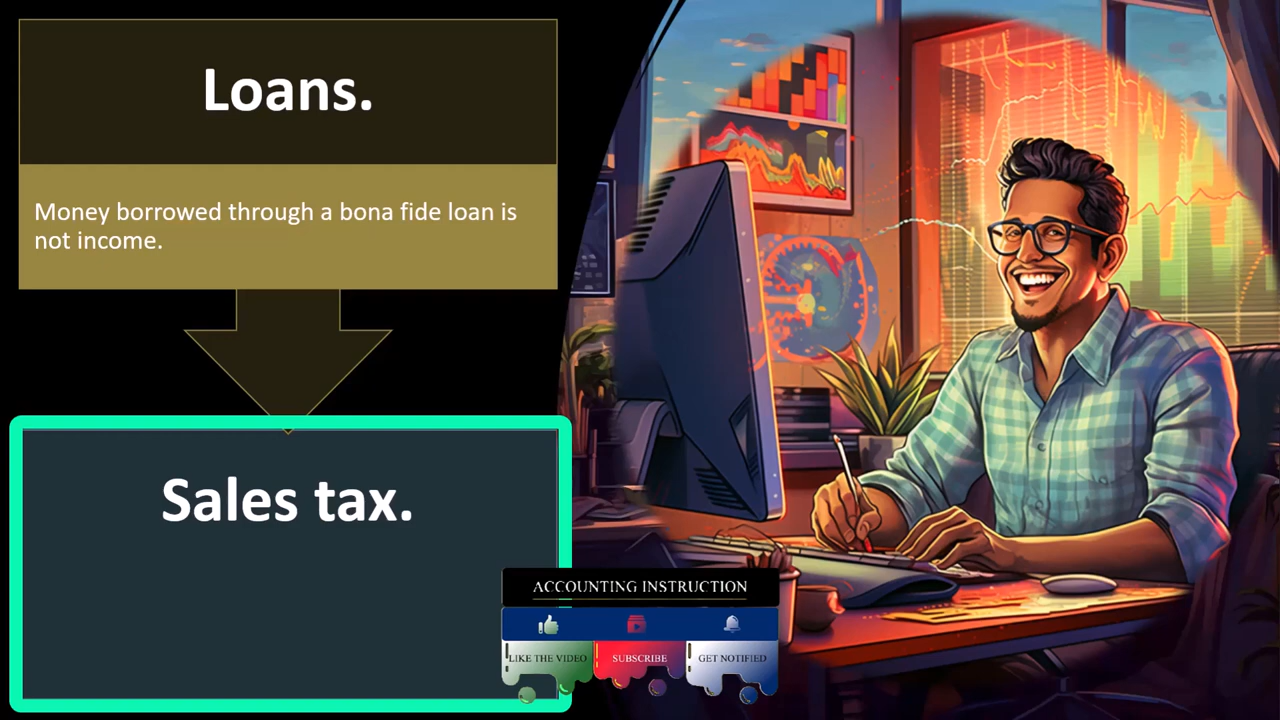 Loans.
Money borrowed through a bona fide loan is
not income.
Sales tax.
ACCOUNTING INSTRUCTION
LIKE THE VIDEO
SUBSCRIBE
GET NOTIFIED